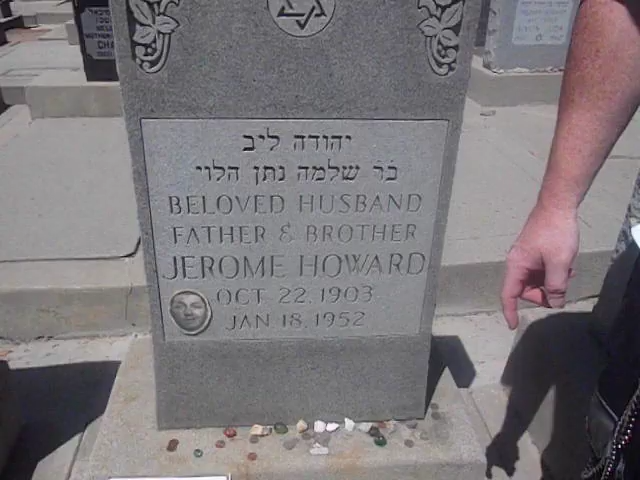 יהודה ליב
בר שלמה נתן הלוי
BELOVED HUSBAND
FATHER & BROTHER
JEROME HOWARD
OCT. 22, 1903
JAN 18, 1952